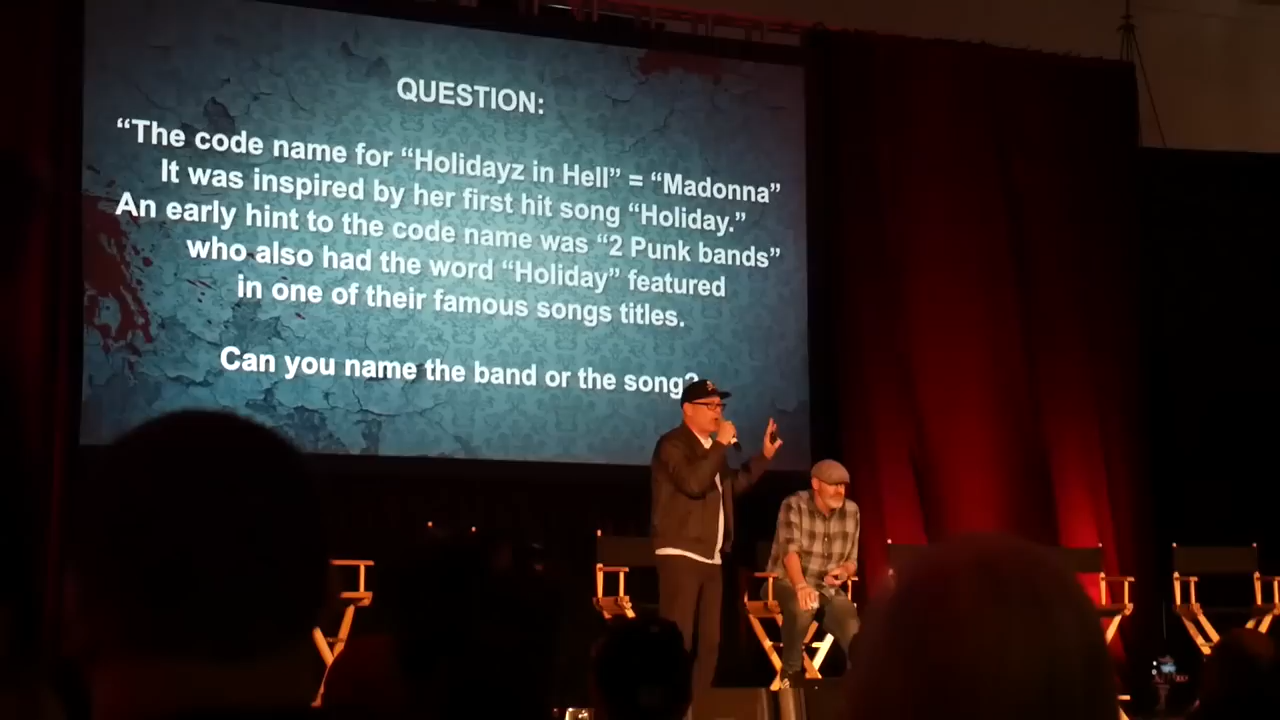 QUESTION:
“The code name for “Holidayz in Hell” = “Madonna”
It was inspired by her first hit song “Holiday.”
An early hint to the code name was “2 Punk bands”
who also had the word “Holiday” featured
in one of their famous songs titles.
Can you name the band or the song?